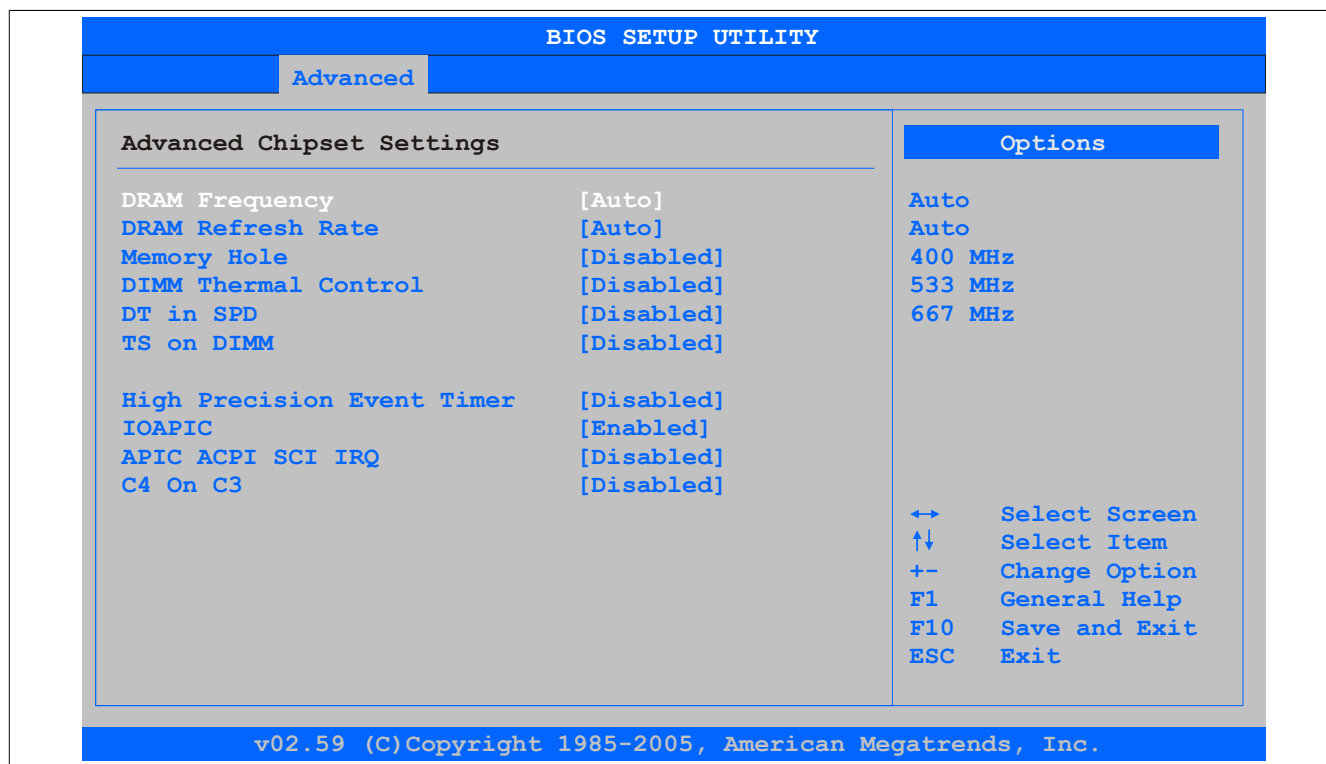 BIOS SETUP UTILITY
Advanced
Advanced Chipset Settings
DRAM Frequency [Auto]
DRAM Refresh Rate [Auto]
Memory Hole [Disabled]
DIMM Thermal Control [Disabled]
DT in SPD [Disabled]
TS on DIMM [Disabled]
High Precision Event Timer [Disabled]
IOAPIC [Enabled]
APIC ACPI SCI IRQ [Disabled]
C4 On C3 [Disabled]
Options
Auto
Auto
400 MHz
533 MHz
667 MHz
↔ Select Screen
↑↓ Select Item
+- Change Option
F1 General Help
F10 Save and Exit
ESC Exit
v02.59 (C)Copyright 1985-2005, American Megatrends, Inc.